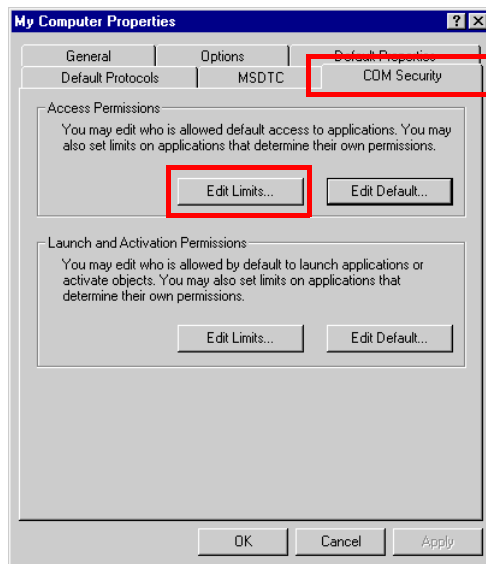 My Computer Properties
General Options Default Properties
Default Protocols MSDTC COM Security
Access Permissions
You may edit who is allowed default access to applications. You may
also set limits on applications that determine their own permissions.
Edit Limits... Edit Default...
Launch and Activation Permissions
You may edit who is allowed by default to launch applications or
activate objects. You may also set limits on applications that
determine their own permissions.
Edit Limits... Edit Default...
OK Cancel Apply